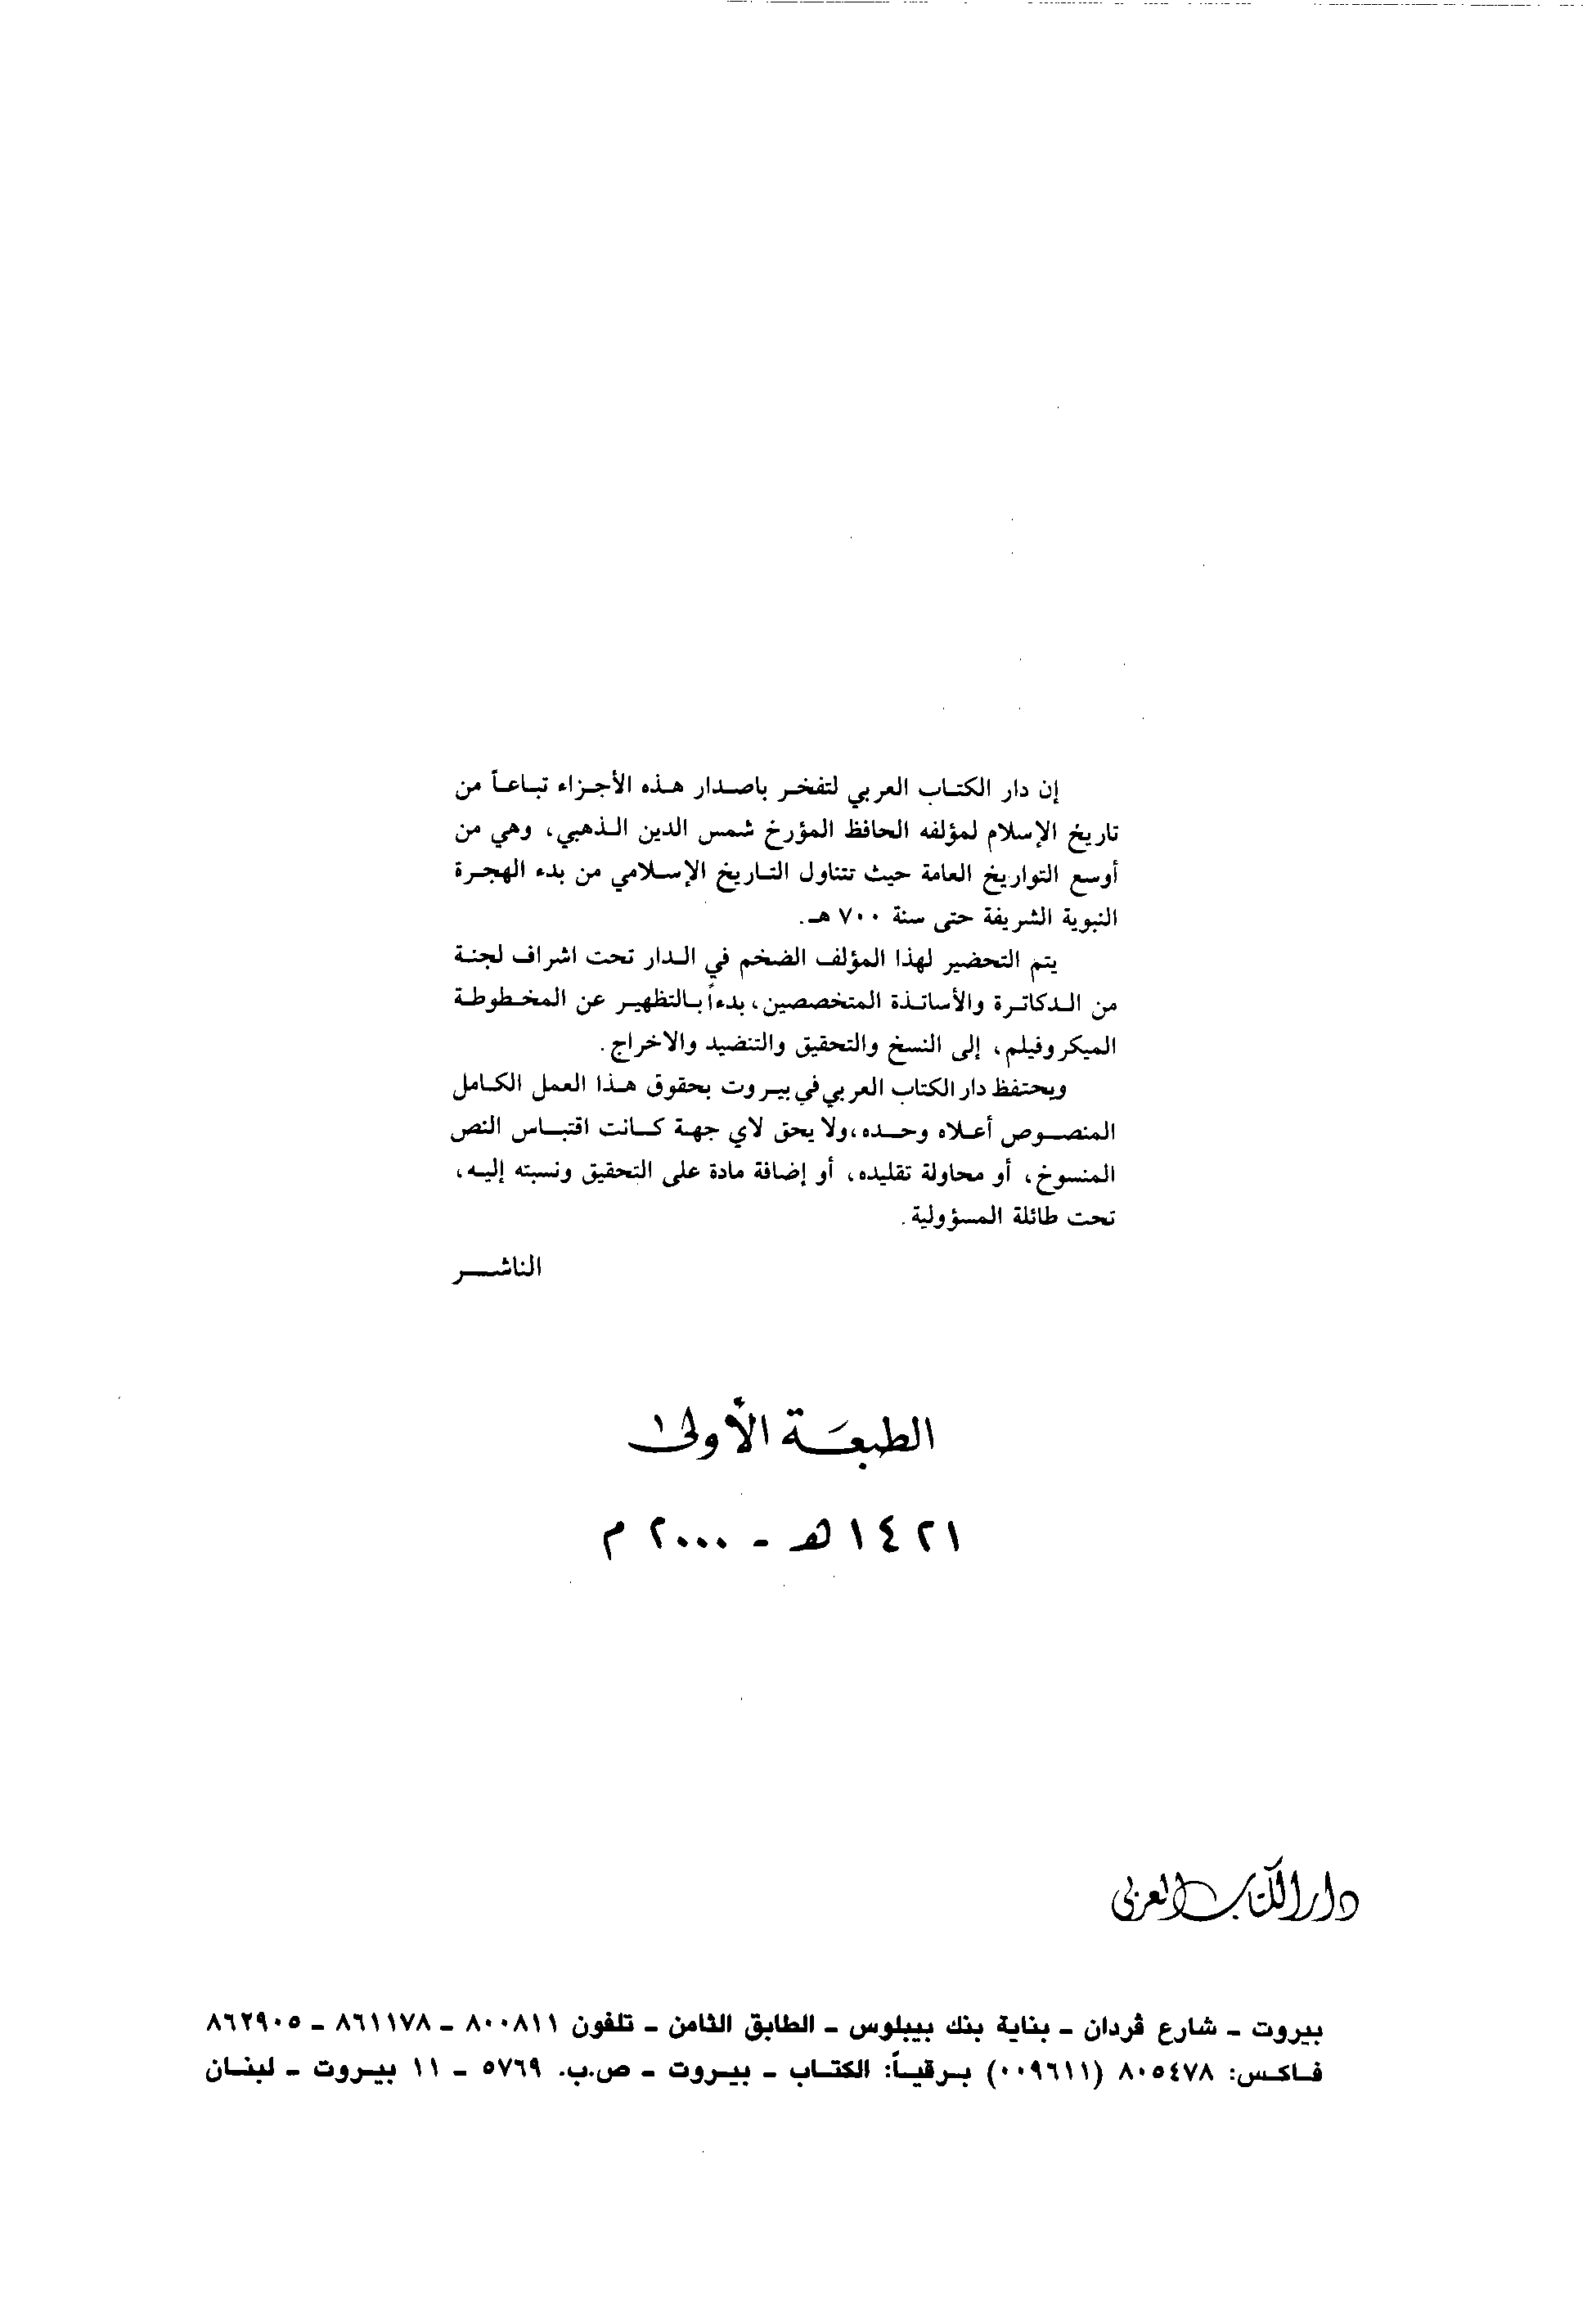 إن دار الكتاب العربي لتفخر باصدار هذه الأجزاء تباعاً من
تاريخ الإسلام لمؤلفه الحافظ المؤرخ شمس الدين الذهبي، وهي من
أوسع التواريخ العامة حيث تتناول التاريخ الإسلامي من بدء الهجرة
النبوية الشريفة حتى سنة ٧٠٠ هـ.
يتم التحضير لهذا المؤلف الضخم في الدار تحت اشراف لجنة
من الدكاترة والأساتذة المتخصصين، بدءاً بالتظهير عن المخطوطة
الميكروفيلم، إلى النسخ والتحقيق والتنضيد والاخراج.
ويحتفظ دار الكتاب العربي في بيروت بحقوق هذا العمل الكامل
المنصوص أعلاه وحده، ولا يحق لاي جهة كانت اقتباس النص
المنسوخ، أو محاولة تقليده، أو إضافة مادة على التحقيق ونسبته إليه،
تحت طائلة المسؤولية.
الناشر
الطبعَة الأولى
١٤٢١ هـ - ٢٠٠٠ م
دار الكتاب العربي
بيروت - شارع ڤردان - بناية بنك بيبلوس - الطابق الثامن - تلفون ٨٠٠٨١١ - ٨٦١١٧٨ - ٨٦٢٩٠٥
فاكس: ٨٠٥٤٧٨ (٠٠٩٦١١) برقياً: الكتاب - بيروت - ص.ب. ٥٧٦٩ - ١١ بيروت - لبنان